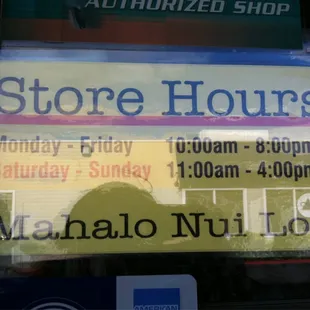 AUTHORIZED SHOP
Store Hours
Monday - Friday 10:00am - 8:00pm
Saturday - Sunday 11:00am - 4:00pm
Mahalo Nui Lo
AMERICAN